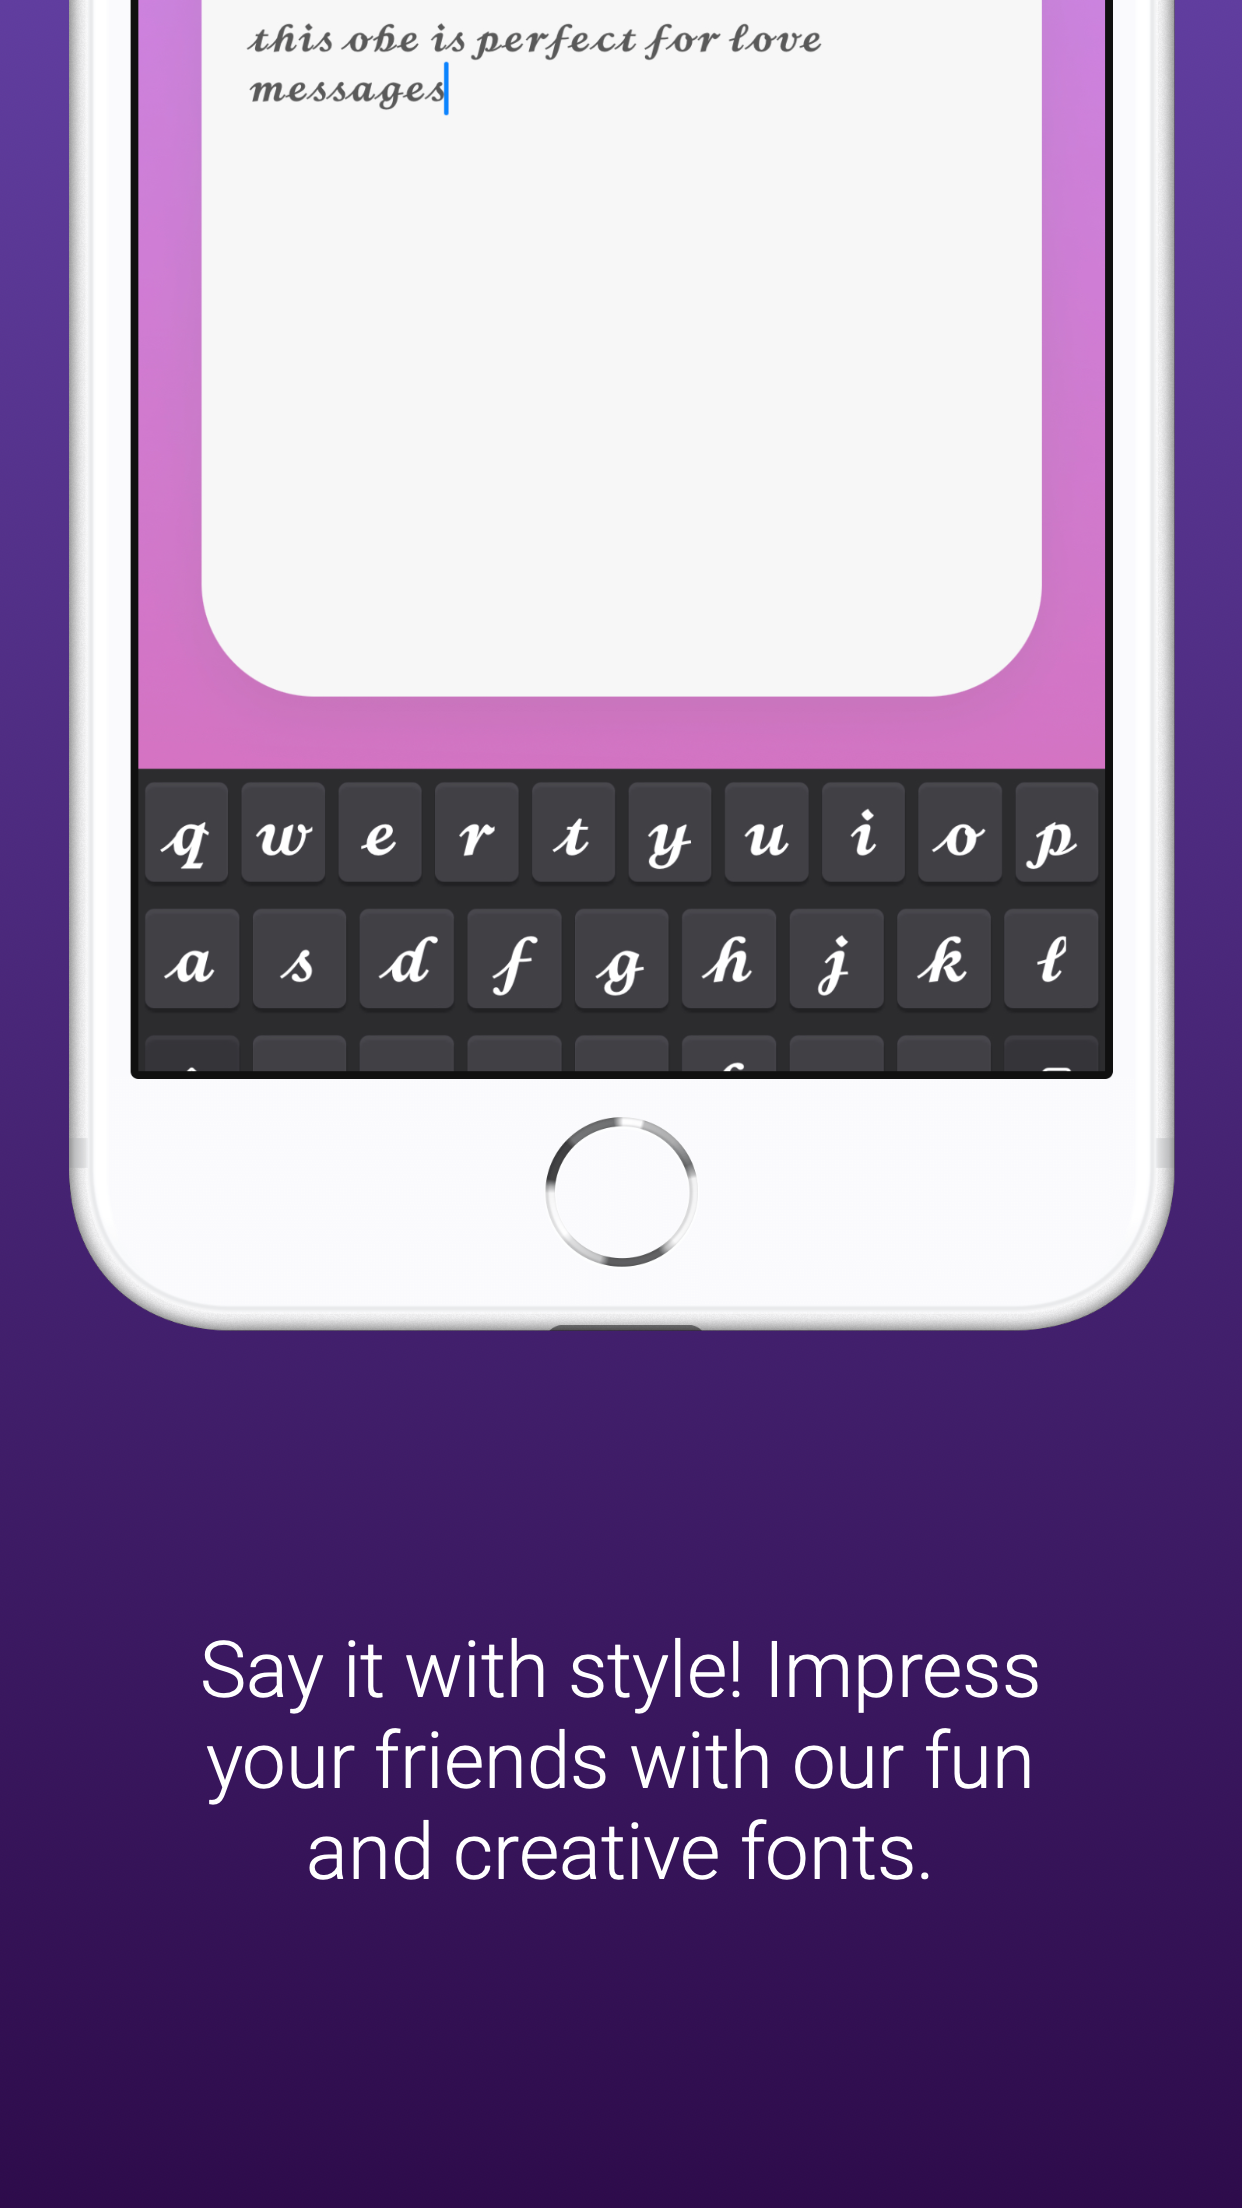 this obe is perfect for love
messages
q w e r t y u i o p
a s d f g h j k l
Say it with style! Impress
your friends with our fun
and creative fonts.